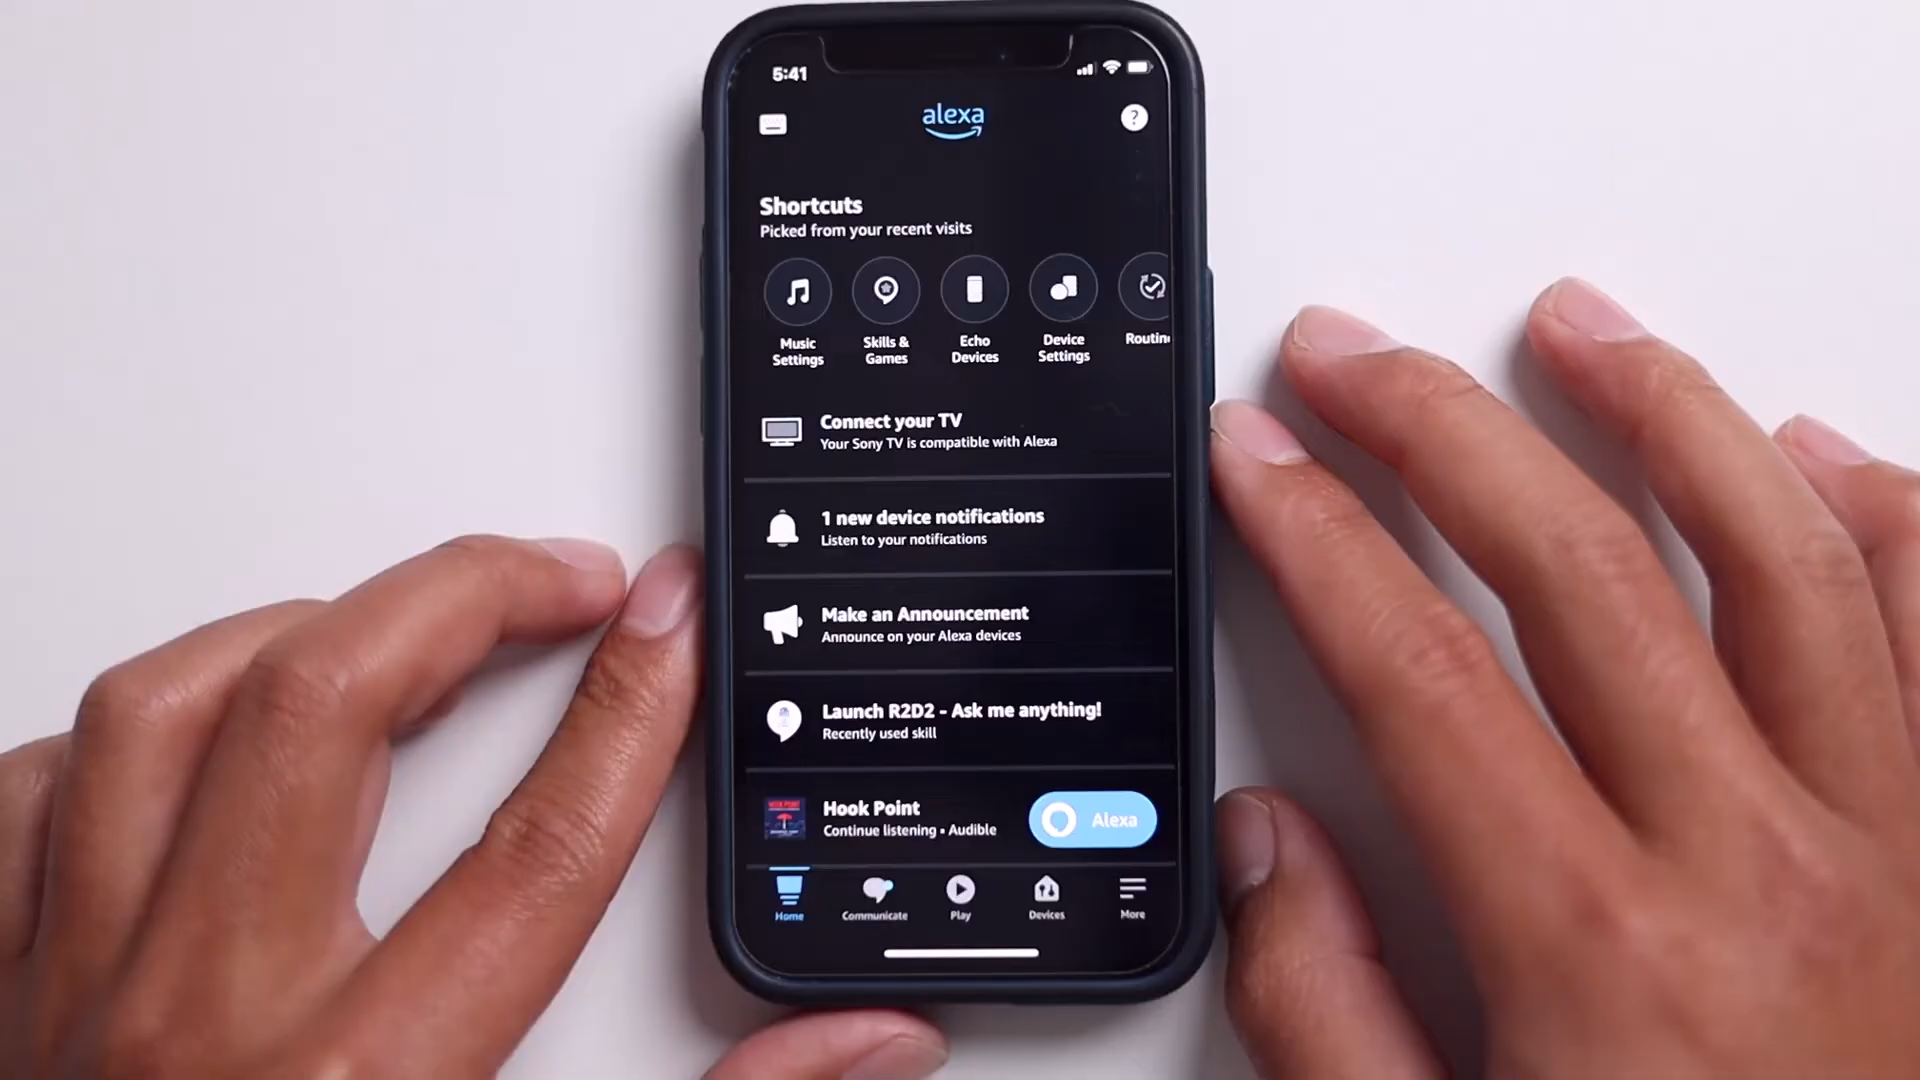 5:41
alexa
?
Shortcuts
Picked from your recent visits
Music
Settings
Skills &
Games
Echo
Devices
Device
Settings
Routin
Connect your TV
Your Sony TV is compatible with Alexa
1 new device notifications
Listen to your notifications
Make an Announcement
Announce on your Alexa devices
Launch R2D2 - Ask me anything!
Recently used skill
HOOK POINT
Hook Point
Continue listening • Audible
Alexa
Home
Communicate
Play
Devices
More